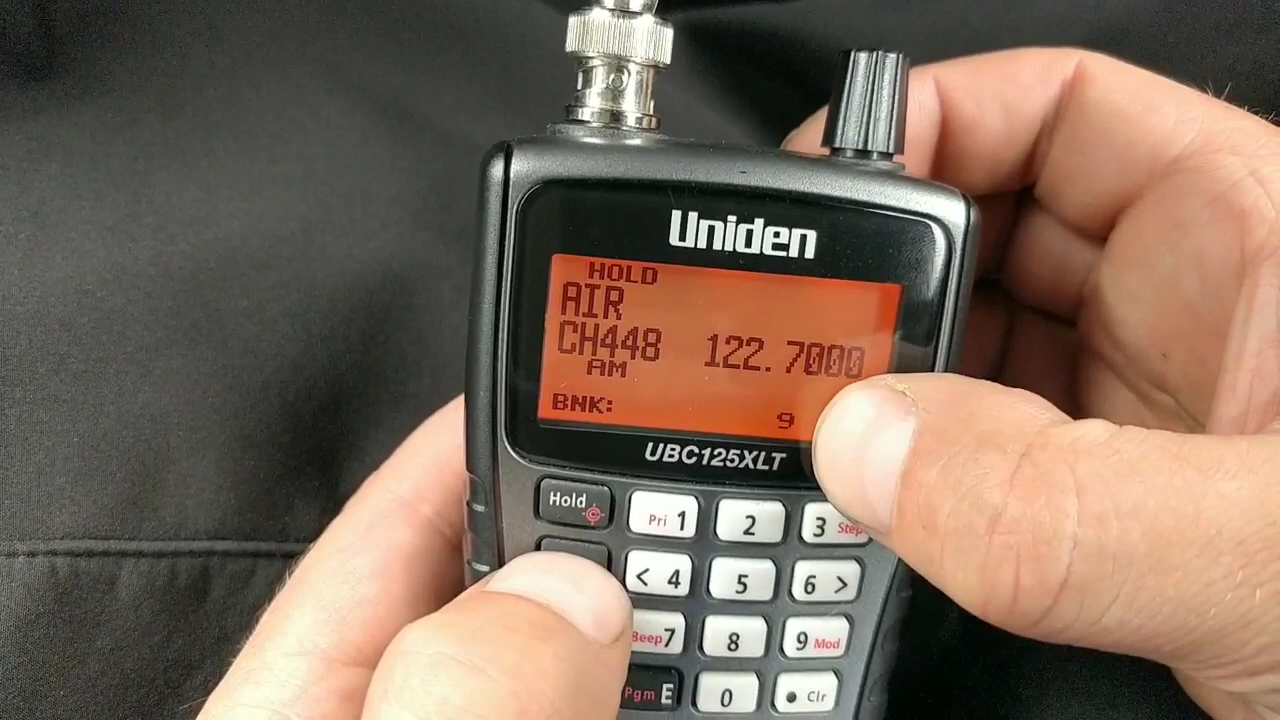 Uniden
HOLD
AIR
CH448 122.7000
AM
BNK: 9
UBC125XLT
Hold
Pri 1
2
3 Step
< 4
5
6 >
Beep 7
8
9 Mod
Pgm E
0
• Clr